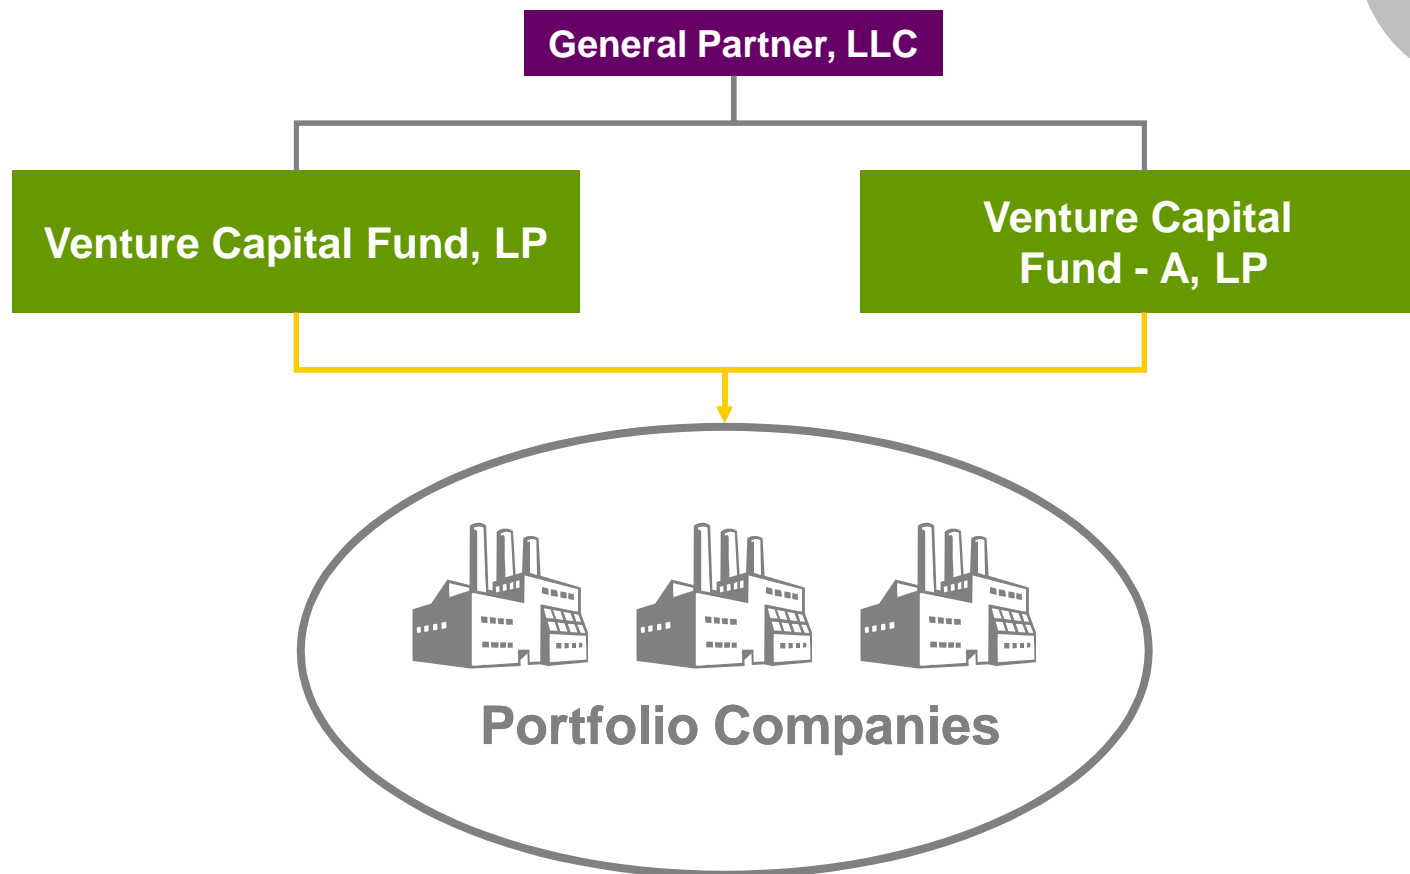 General Partner, LLC
Venture Capital Fund, LP
Venture Capital
Fund - A, LP
Portfolio Companies